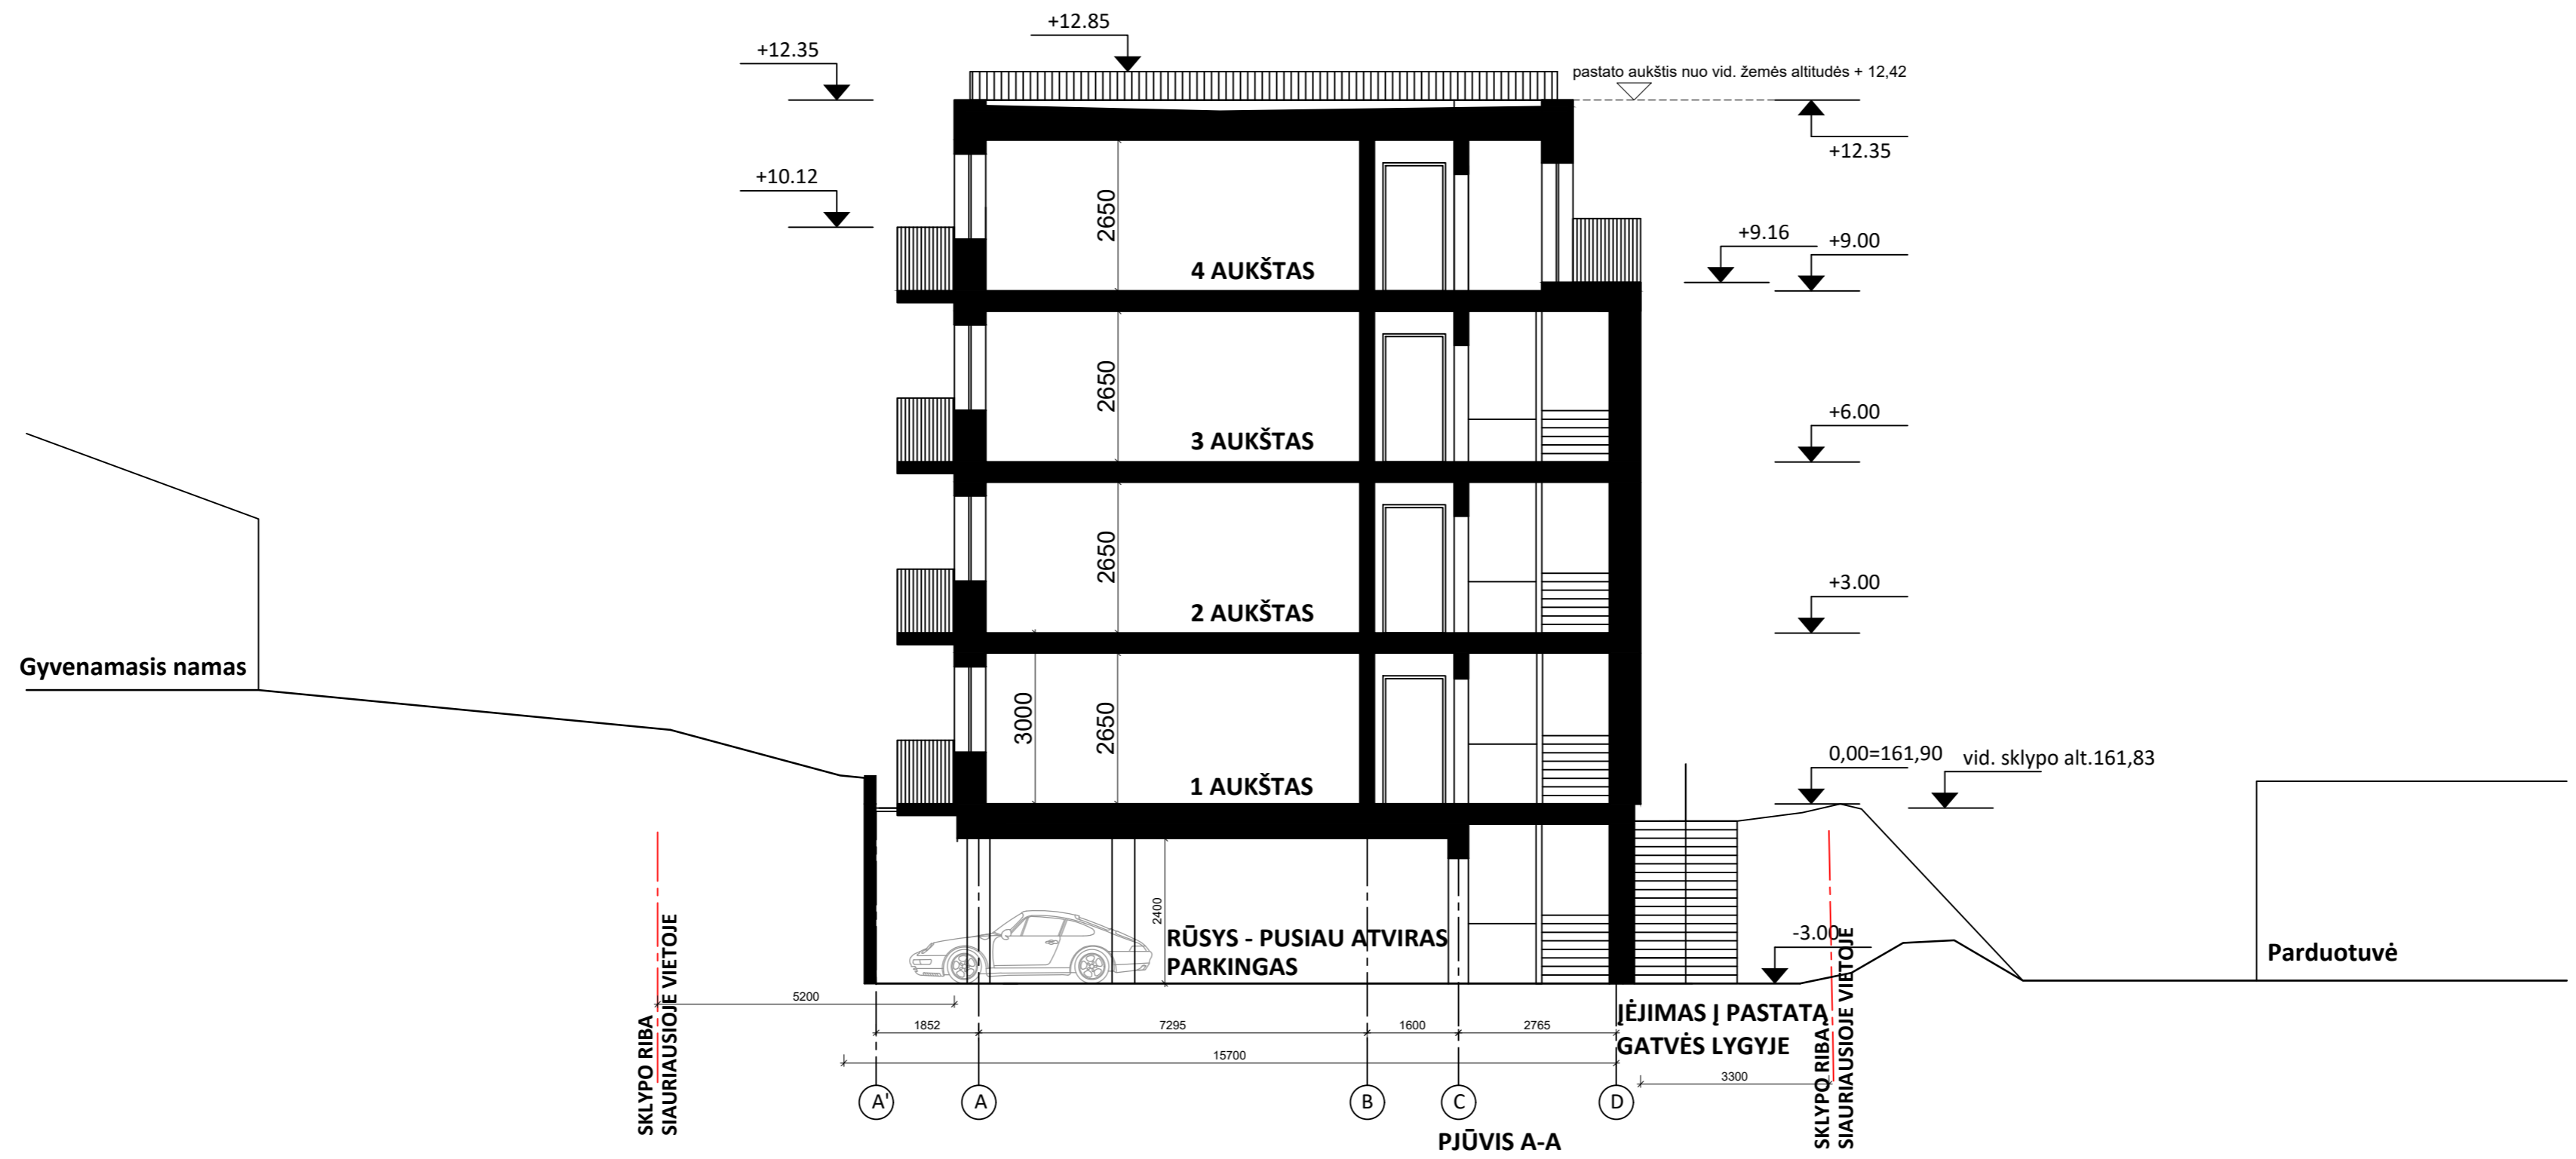 +12.85
+12.35
pastato aukštis nuo vid. žemės altitudės + 12,42
+12.35
+10.12
2650
+9.16
+9.00
4 AUKŠTAS
2650
+6.00
3 AUKŠTAS
2650
+3.00
2 AUKŠTAS
Gyvenamasis namas
3000
2650
0,00=161,90
vid. sklypo alt.161,83
1 AUKŠTAS
2400
RŪSYS - PUSIAU ATVIRAS
PARKINGAS
-3.00
Parduotuvė
5200
ĮĖJIMAS Į PASTATĄ
GATVĖS LYGYJE
1852
7295
1600
2765
15700
3300
SKLYPO RIBA
SIAURIAUSIOJE VIETOJE
SKLYPO RIBA
SIAURIAUSIOJE VIETOJE
A'
A
B
C
D
PJŪVIS A-A